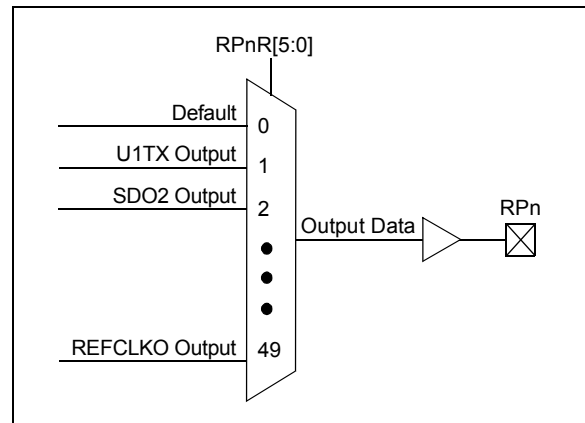 RPnR[5:0]
Default
0
U1TX Output
1
SDO2 Output
2
Output Data
RPn
REFCLKO Output
49